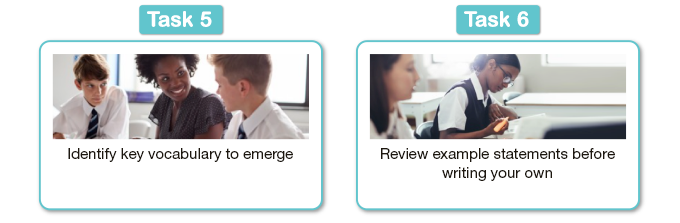 Task 5
Identify key vocabulary to emerge
Task 6
Review example statements before
writing your own